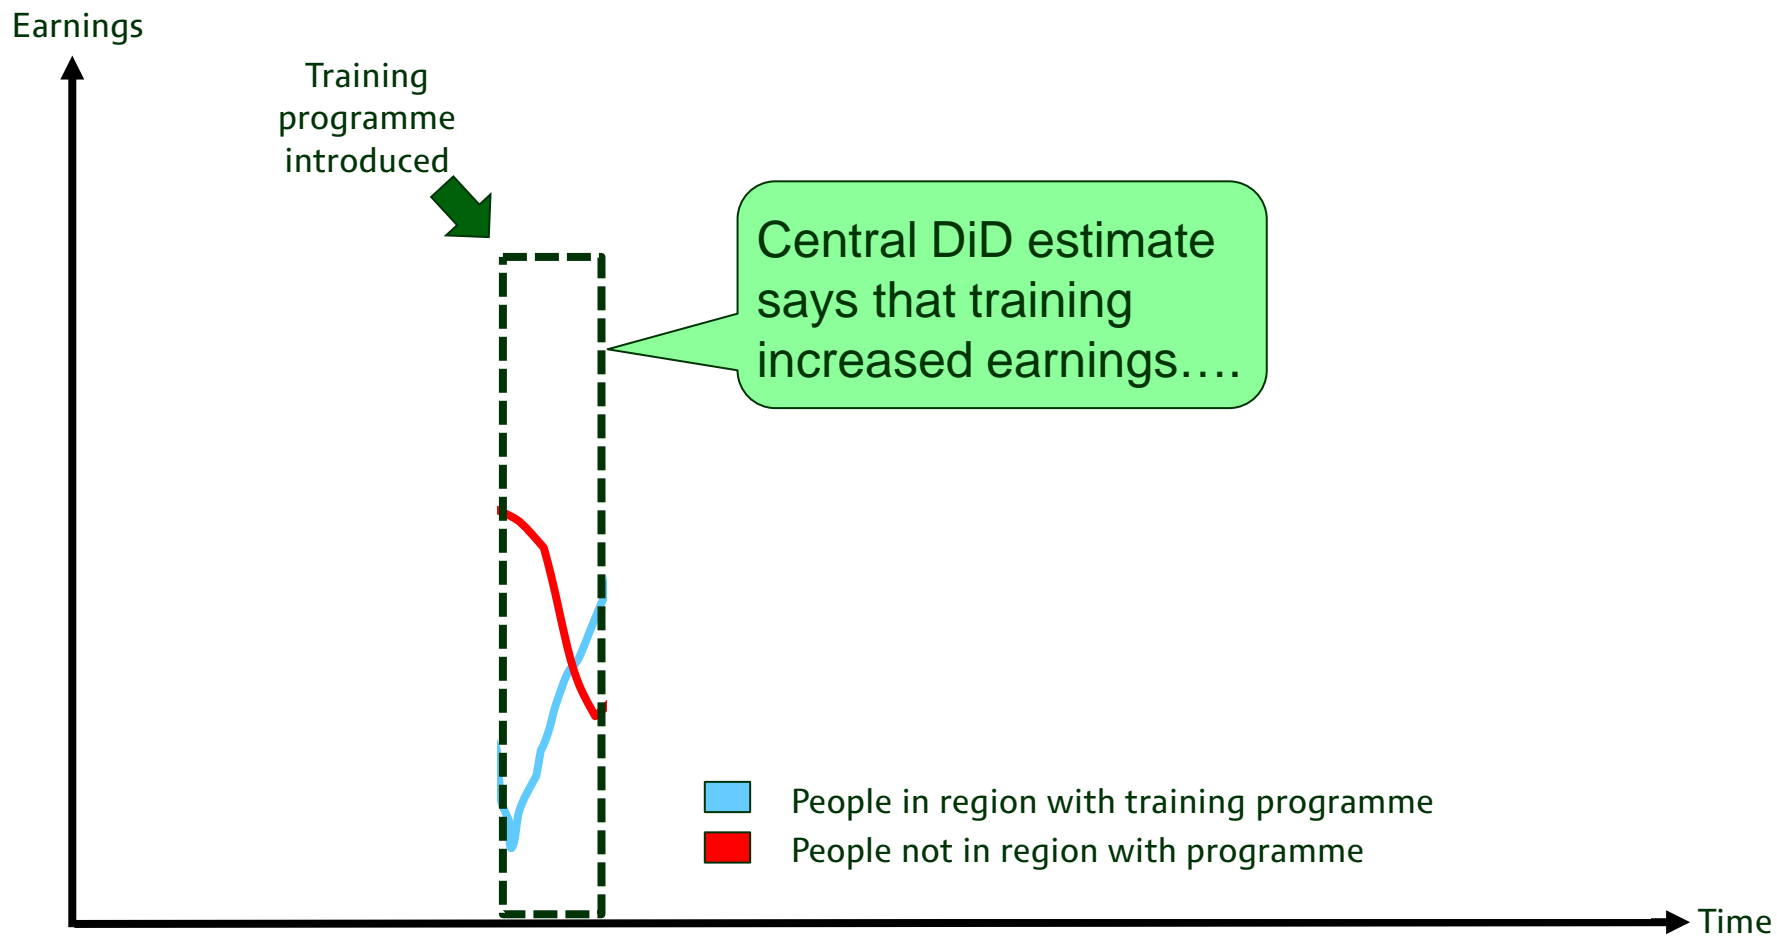 Earnings
Training
programme
introduced
Central DiD estimate
says that training
increased earnings….
People in region with training programme
People not in region with programme
Time